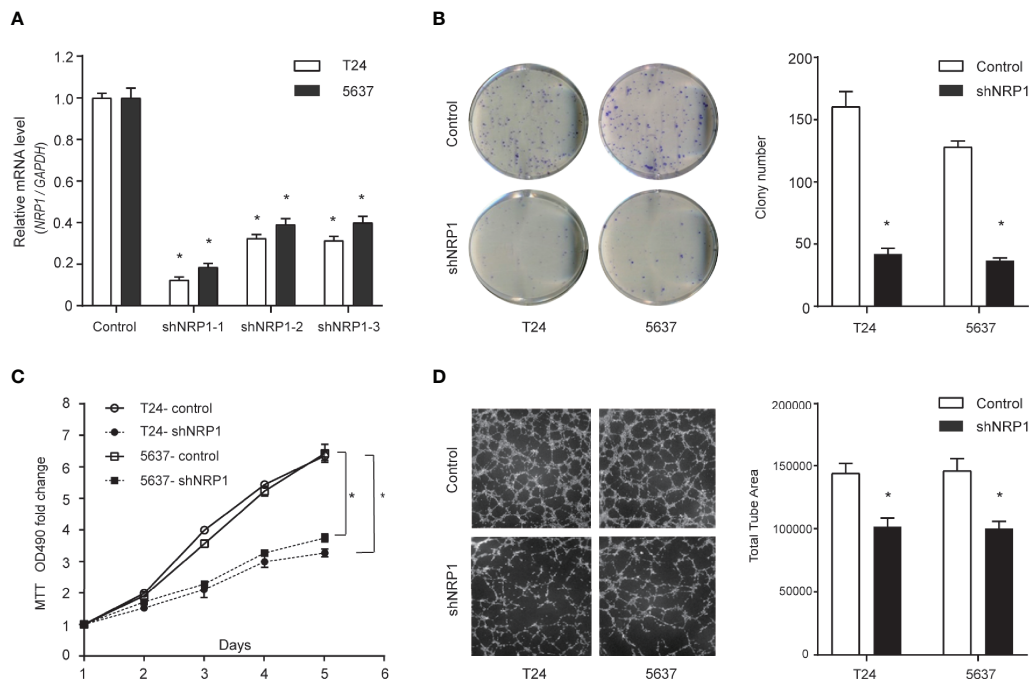 A
Relative mRNA level
(NRP1 / GAPDH)
1.2
1.0
0.8
0.6
0.4
0.2
0
T24
5637
* * * * * *
Control shNRP1-1 shNRP1-2 shNRP1-3
B
Control
shNRP1
T24 5637
Clony number
200
150
100
50
0
Control
shNRP1
* *
T24 5637
C
MTT OD490 fold change
8
7
6
5
4
3
2
1
0
T24- control
T24- shNRP1
5637- control
5637- shNRP1
* *
Days
1 2 3 4 5 6
D
Control
shNRP1
T24 5637
Total Tube Area
200000
150000
100000
50000
0
Control
shNRP1
* *
T24 5637